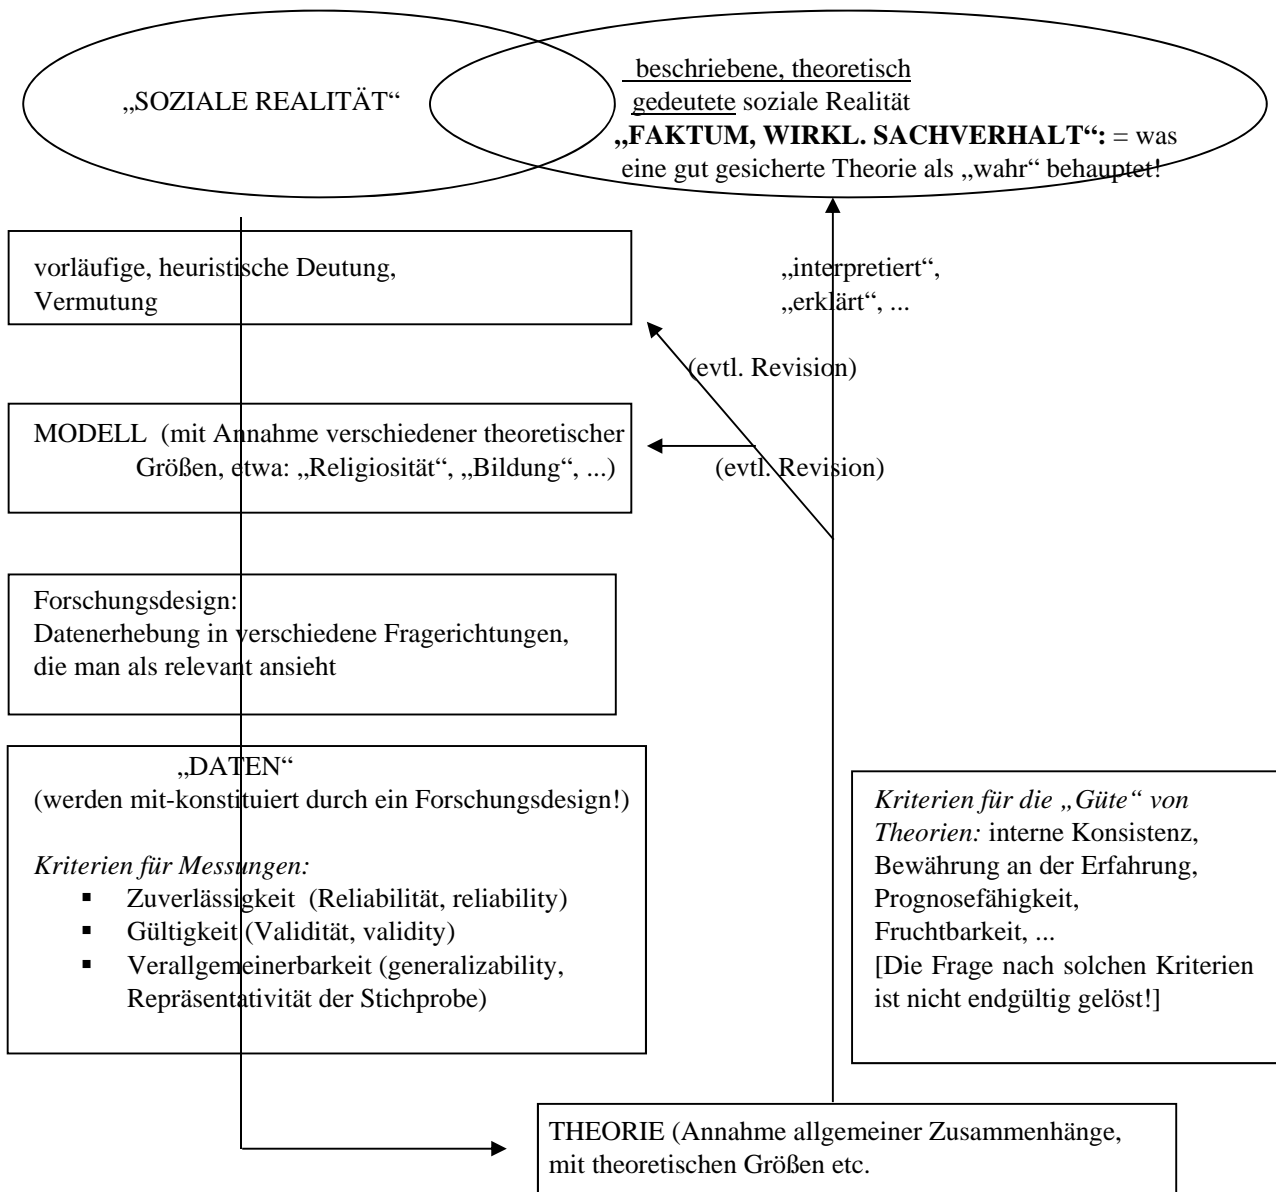 „SOZIALE REALITÄT“
beschriebene, theoretisch
gedeutete soziale Realität
„FAKTUM, WIRKL. SACHVERHALT“: = was
eine gut gesicherte Theorie als „wahr“ behauptet!
vorläufige, heuristische Deutung,
Vermutung
„interpretiert“,
„erklärt“, ...
(evtl. Revision)
MODELL (mit Annahme verschiedener theoretischer
Größen, etwa: „Religiosität“, „Bildung“, ...)
(evtl. Revision)
Forschungsdesign:
Datenerhebung in verschiedene Fragerichtungen,
die man als relevant ansieht
„DATEN“
(werden mit-konstituiert durch ein Forschungsdesign!)
Kriterien für Messungen:
▪ Zuverlässigkeit (Reliabilität, reliability)
▪ Gültigkeit (Validität, validity)
▪ Verallgemeinerbarkeit (generalizability,
Repräsentativität der Stichprobe)
Kriterien für die „Güte“ von
Theorien: interne Konsistenz,
Bewährung an der Erfahrung,
Prognosefähigkeit,
Fruchtbarkeit, ...
[Die Frage nach solchen Kriterien
ist nicht endgültig gelöst!]
THEORIE (Annahme allgemeiner Zusammenhänge,
mit theoretischen Größen etc.